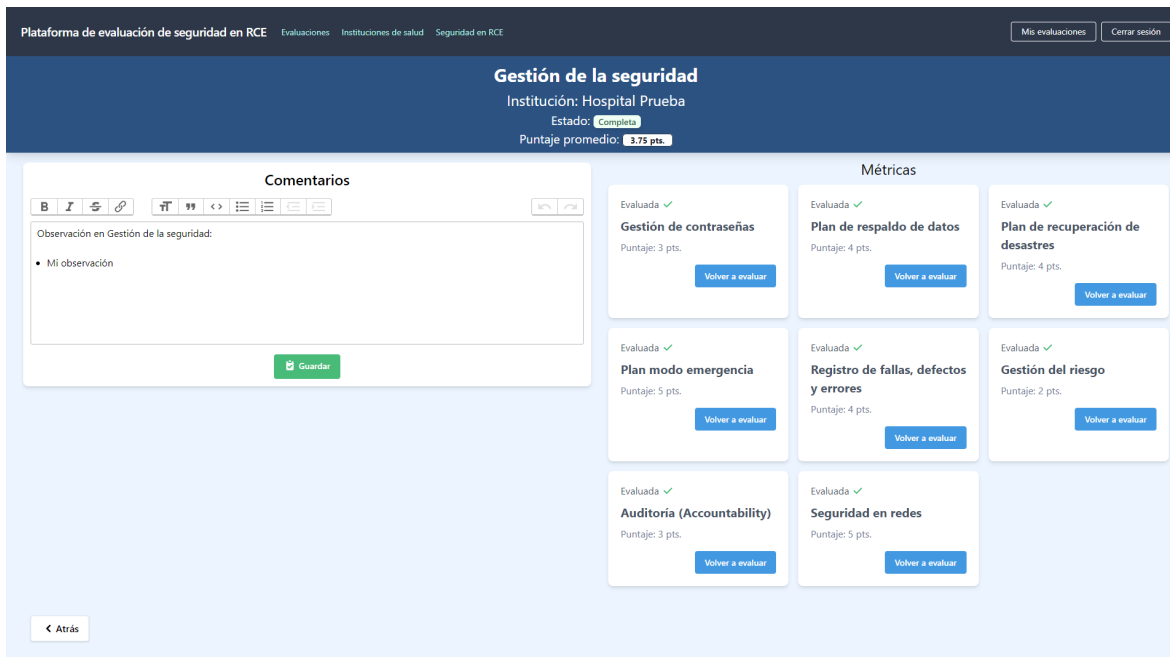 Plataforma de evaluación de seguridad en RCE Evaluaciones Instituciones de salud Seguridad en RCE Mis evaluaciones Cerrar sesión
Gestión de la seguridad
Institución: Hospital Prueba
Estado: Completa
Puntaje promedio: 3.75 pts.
Comentarios
Observación en Gestión de la seguridad:
• Mi observación
Guardar
Métricas
Evaluada
Gestión de contraseñas
Puntaje: 3 pts.
Volver a evaluar
Evaluada
Plan de respaldo de datos
Puntaje: 4 pts.
Volver a evaluar
Evaluada
Plan de recuperación de
desastres
Puntaje: 4 pts.
Volver a evaluar
Evaluada
Plan modo emergencia
Puntaje: 5 pts.
Volver a evaluar
Evaluada
Registro de fallas, defectos
y errores
Puntaje: 4 pts.
Volver a evaluar
Evaluada
Gestión del riesgo
Puntaje: 2 pts.
Volver a evaluar
Evaluada
Auditoría (Accountability)
Puntaje: 3 pts.
Volver a evaluar
Evaluada
Seguridad en redes
Puntaje: 5 pts.
Volver a evaluar
Atrás